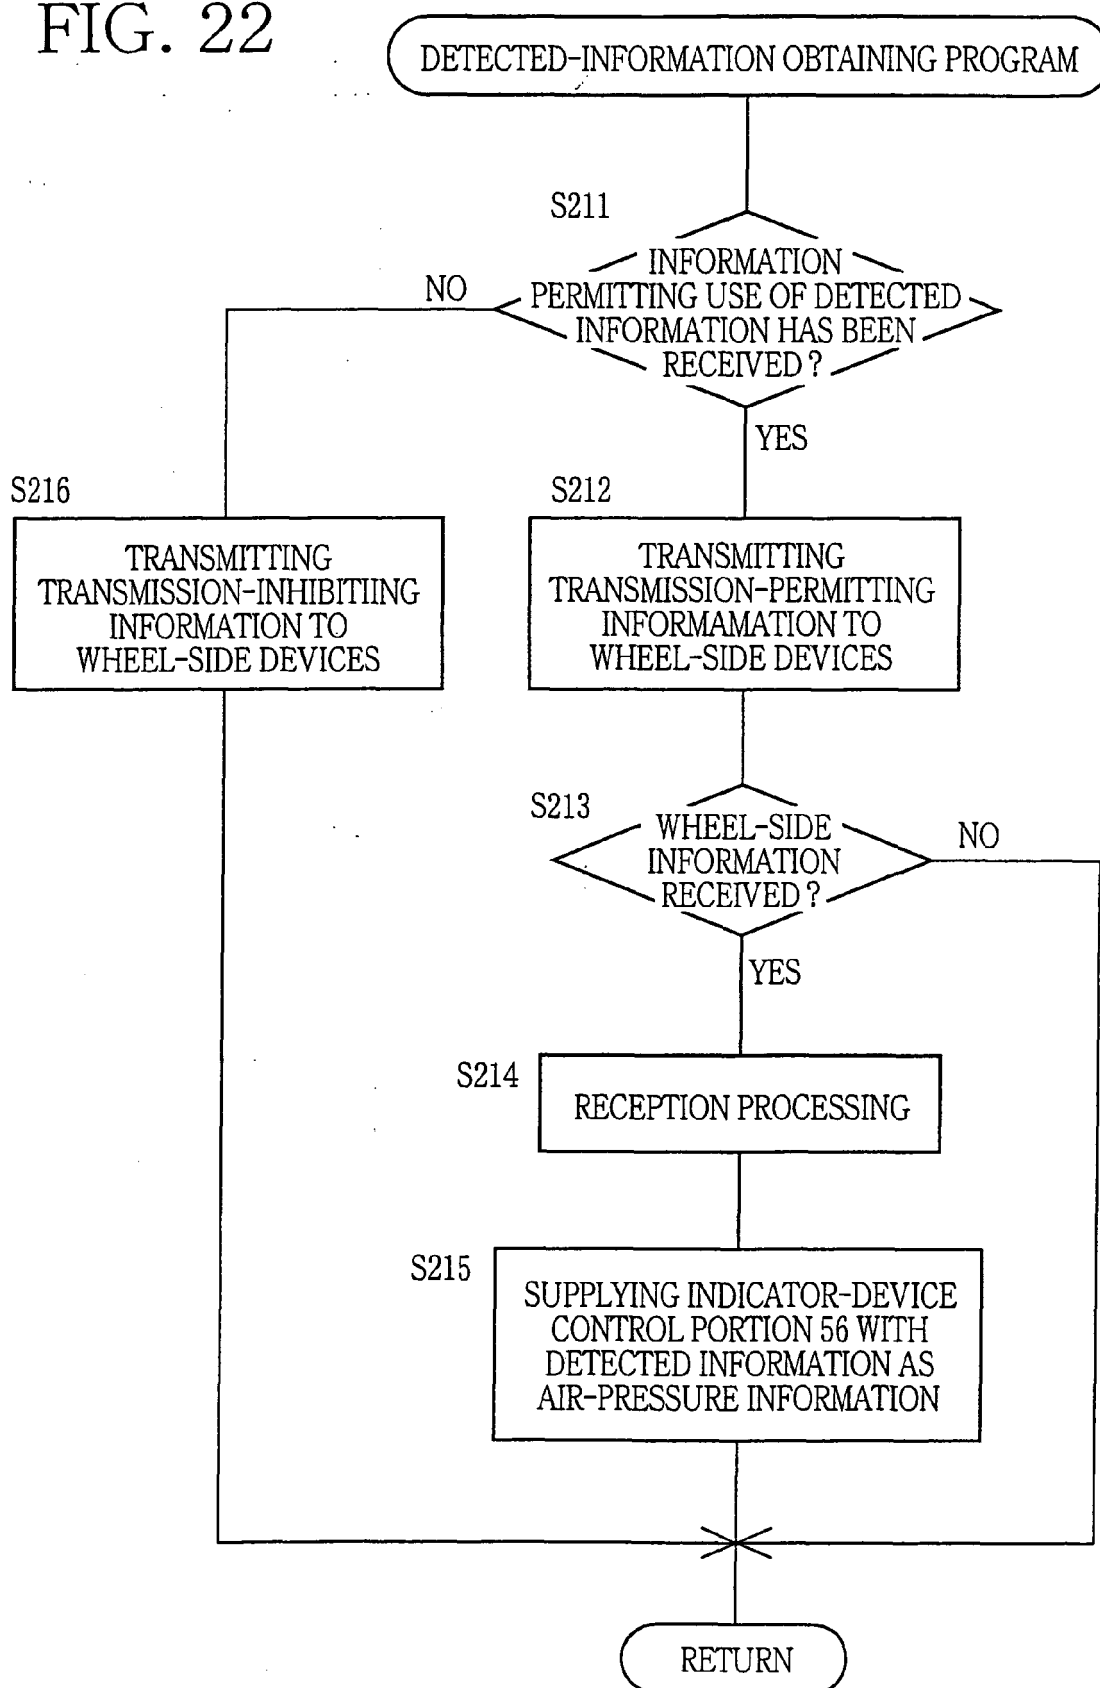 FIG. 22
DETECTED-INFORMATION OBTAINING PROGRAM
S211
INFORMATION
PERMITTING USE OF DETECTED
INFORMATION HAS BEEN
RECEIVED ?
NO
YES
S216
TRANSMITTING
TRANSMISSION-INHIBITIING
INFORMATION TO
WHEEL-SIDE DEVICES
S212
TRANSMITTING
TRANSMISSION-PERMITTING
INFORMAMATION TO
WHEEL-SIDE DEVICES
S213
WHEEL-SIDE
INFORMATION
RECEIVED ?
NO
YES
S214
RECEPTION PROCESSING
S215
SUPPLYING INDICATOR-DEVICE
CONTROL PORTION 56 WITH
DETECTED INFORMATION AS
AIR-PRESSURE INFORMATION
RETURN